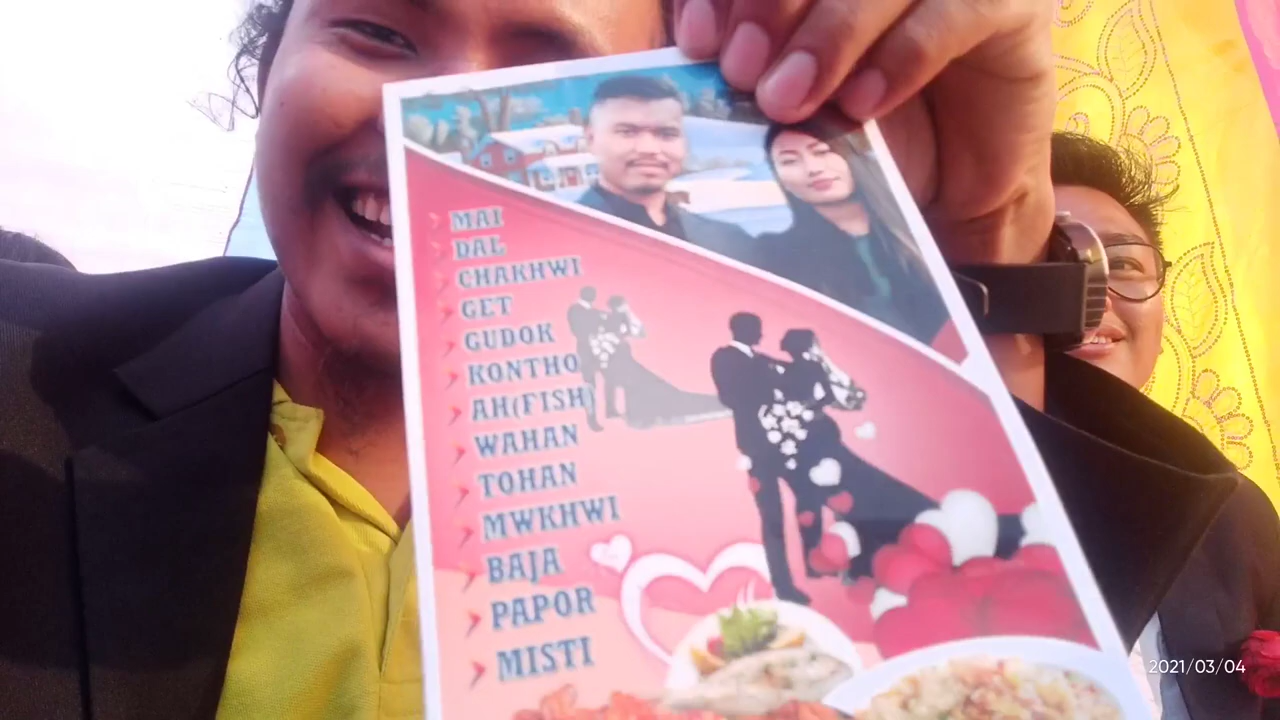 MAI
DAL
CHAKHWI
GET
GUDOK
KONTHO
AH(FISH)
WAHAN
TOHAN
MWKHWI
BAJA
PAPOR
MISTI
2021/03/04